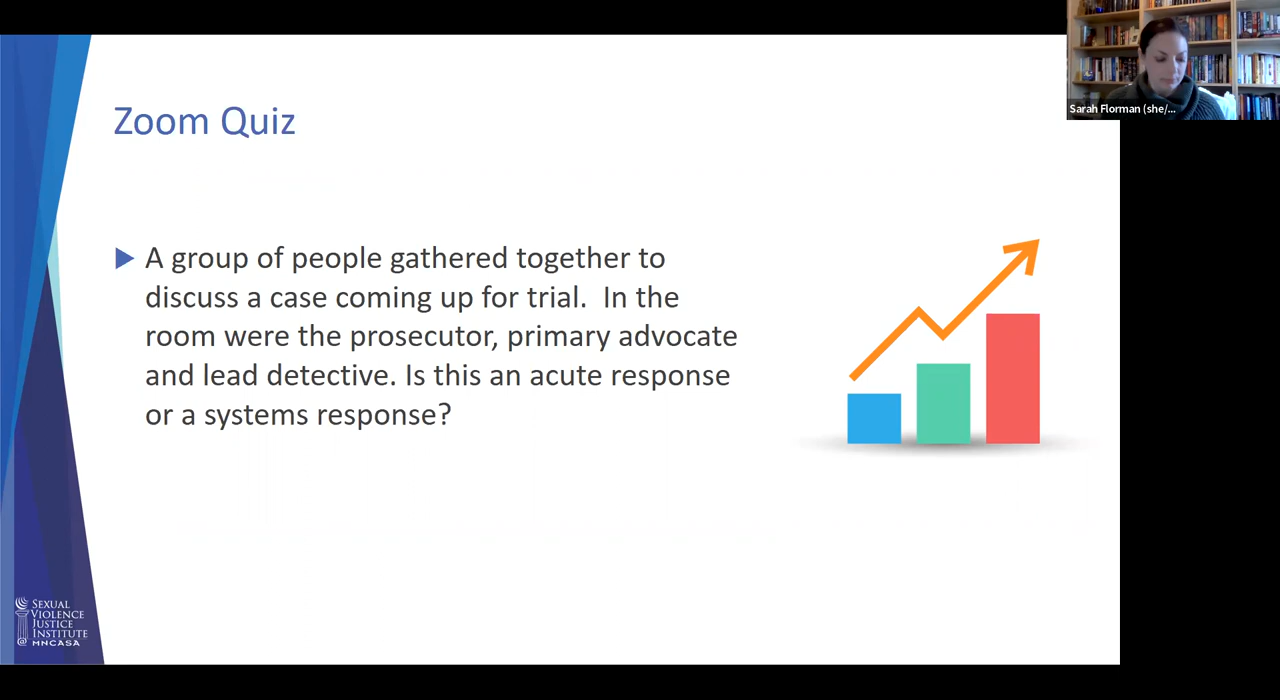 Zoom Quiz
A group of people gathered together to
discuss a case coming up for trial. In the
room were the prosecutor, primary advocate
and lead detective. Is this an acute response
or a systems response?
Sarah Florman (she/...
SEXUAL
VIOLENCE
JUSTICE
INSTITUTE
@ MNCASA